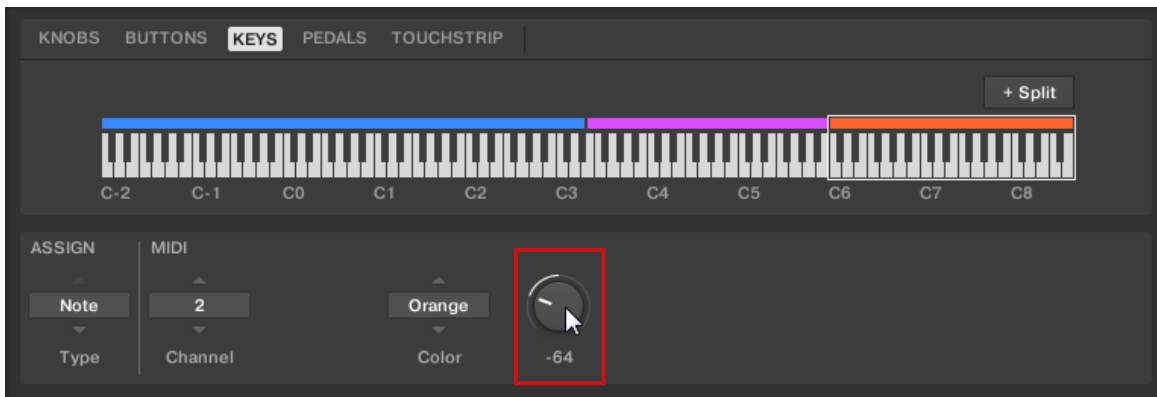 KNOBS BUTTONS KEYS PEDALS TOUCHSTRIP
+ Split
C-2 C-1 C0 C1 C2 C3 C4 C5 C6 C7 C8
ASSIGN MIDI
Note 2 Orange
Type Channel Color -64